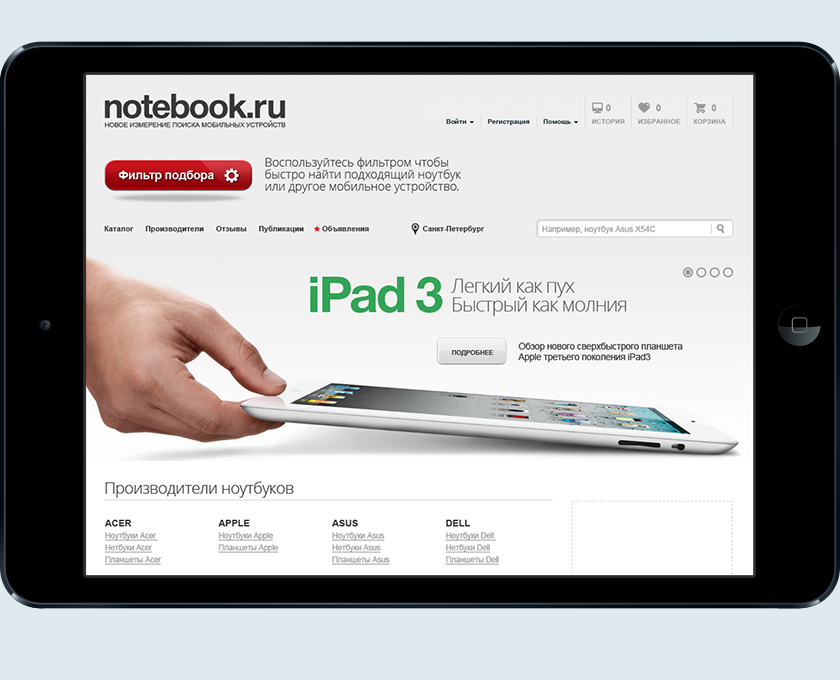 notebook.ru
НОВОЕ ИЗМЕРЕНИЕ ПОИСКА МОБИЛЬНЫХ УСТРОЙСТВ
Войти
Регистрация
Помощь
0
ИСТОРИЯ
0
ИЗБРАННОЕ
0
КОРЗИНА
Фильтр подбора
Воспользуйтесь фильтром чтобы
быстро найти подходящий ноутбук
или другое мобильное устройство.
Каталог
Производители
Отзывы
Публикации
Объявления
Санкт-Петербург
Например, ноутбук Asus X54C
iPad 3
Легкий как пух
Быстрый как молния
ПОДРОБНЕЕ
Обзор нового сверхбыстрого планшета
Apple третьего поколения iPad3
Производители ноутбуков
ACER
Ноутбуки Acer
Нетбуки Acer
Планшеты Acer
APPLE
Ноутбуки Apple
Планшеты Apple
ASUS
Ноутбуки Asus
Нетбуки Asus
Планшеты Asus
DELL
Ноутбуки Dell
Нетбуки Dell
Планшеты Dell